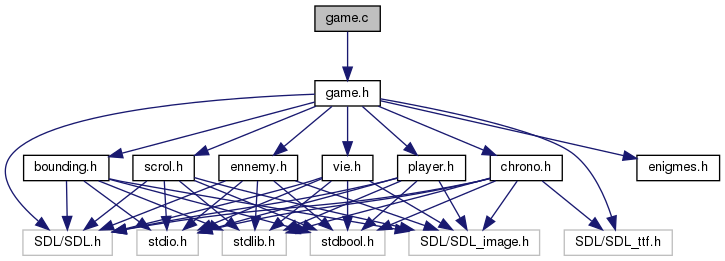 game.c
game.h
bounding.h
scrol.h
ennemy.h
vie.h
player.h
chrono.h
enigmes.h
SDL/SDL.h
stdio.h
stdlib.h
stdbool.h
SDL/SDL_image.h
SDL/SDL_ttf.h